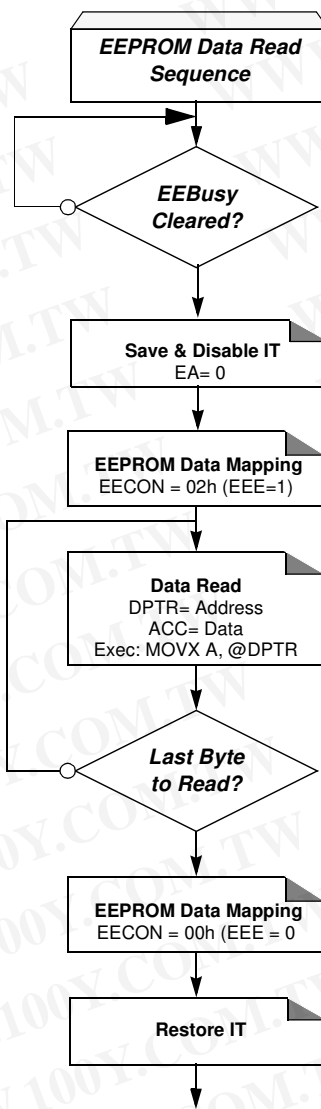 EEPROM Data Read
Sequence
EEBusy
Cleared?
Save & Disable IT
EA= 0
EEPROM Data Mapping
EECON = 02h (EEE=1)
Data Read
DPTR= Address
ACC= Data
Exec: MOVX A, @DPTR
Last Byte
to Read?
EEPROM Data Mapping
EECON = 00h (EEE = 0
Restore IT